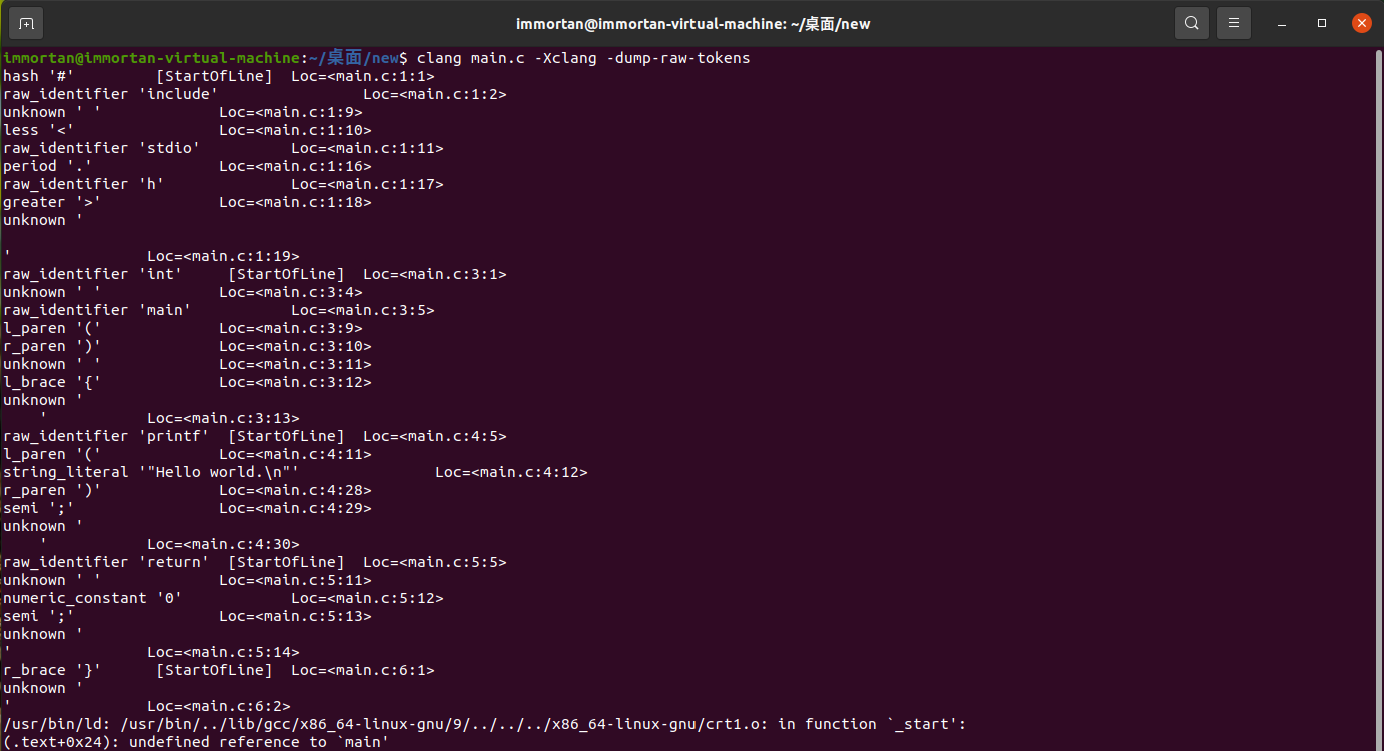 immortan@immortan-virtual-machine: ~/桌面/new
immortan@immortan-virtual-machine:~/桌面/new$ clang main.c -Xclang -dump-raw-tokens
hash '#'         [StartOfLine]  Loc=<main.c:1:1>
raw_identifier 'include'                Loc=<main.c:1:2>
unknown ' '             Loc=<main.c:1:9>
less '<'                Loc=<main.c:1:10>
raw_identifier 'stdio'          Loc=<main.c:1:11>
period '.'              Loc=<main.c:1:16>
raw_identifier 'h'              Loc=<main.c:1:17>
greater '>'             Loc=<main.c:1:18>
unknown '

'               Loc=<main.c:1:19>
raw_identifier 'int'     [StartOfLine]  Loc=<main.c:3:1>
unknown ' '             Loc=<main.c:3:4>
raw_identifier 'main'           Loc=<main.c:3:5>
l_paren '('             Loc=<main.c:3:9>
r_paren ')'             Loc=<main.c:3:10>
unknown ' '             Loc=<main.c:3:11>
l_brace '{'             Loc=<main.c:3:12>
unknown '
    '           Loc=<main.c:3:13>
raw_identifier 'printf'  [StartOfLine]  Loc=<main.c:4:5>
l_paren '('             Loc=<main.c:4:11>
string_literal '"Hello world.\n"'               Loc=<main.c:4:12>
r_paren ')'             Loc=<main.c:4:28>
semi ';'                Loc=<main.c:4:29>
unknown '
    '           Loc=<main.c:4:30>
raw_identifier 'return'  [StartOfLine]  Loc=<main.c:5:5>
unknown ' '             Loc=<main.c:5:11>
numeric_constant '0'            Loc=<main.c:5:12>
semi ';'                Loc=<main.c:5:13>
unknown '
'               Loc=<main.c:5:14>
r_brace '}'      [StartOfLine]  Loc=<main.c:6:1>
unknown '
'               Loc=<main.c:6:2>
/usr/bin/ld: /usr/bin/../lib/gcc/x86_64-linux-gnu/9/../../../x86_64-linux-gnu/crt1.o: in function `_start':
(.text+0x24): undefined reference to `main'